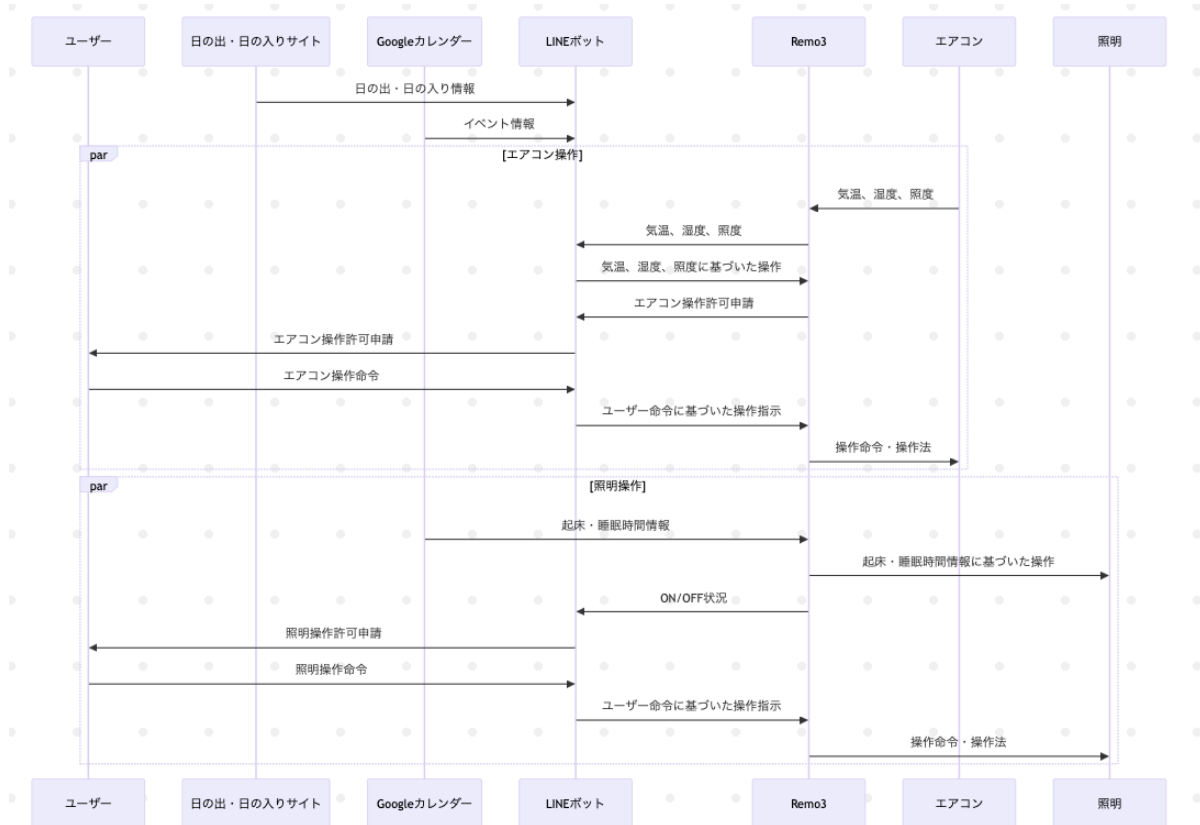 ユーザー
日の出・日の入りサイト
Googleカレンダー
LINEボット
Remo3
エアコン
照明
日の出・日の入り情報
イベント情報
par
[エアコン操作]
気温、湿度、照度
気温、湿度、照度
気温、湿度、照度に基づいた操作
エアコン操作許可申請
エアコン操作許可申請
エアコン操作命令
ユーザー命令に基づいた操作指示
操作命令・操作法
par
[照明操作]
起床・睡眠時間情報
起床・睡眠時間情報に基づいた操作
ON/OFF状況
照明操作許可申請
照明操作命令
ユーザー命令に基づいた操作指示
操作命令・操作法
ユーザー
日の出・日の入りサイト
Googleカレンダー
LINEボット
Remo3
エアコン
照明